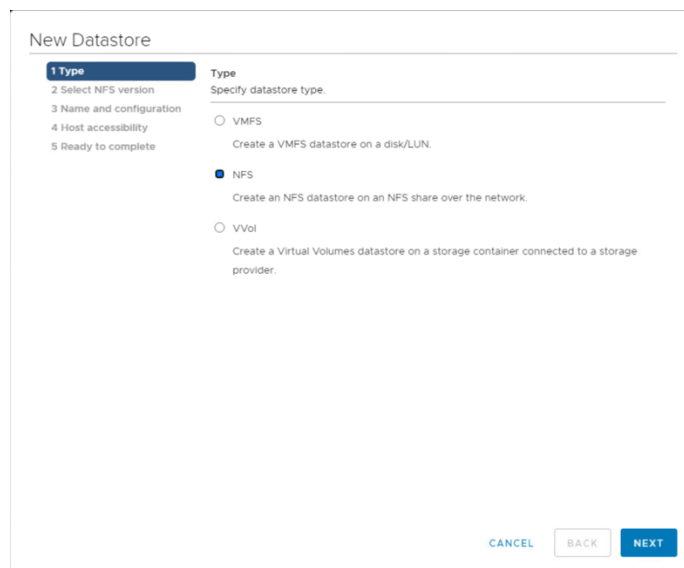 New Datastore
1 Type
2 Select NFS version
3 Name and configuration
4 Host accessibility
5 Ready to complete
Type
Specify datastore type.
VMFS
Create a VMFS datastore on a disk/LUN.
NFS
Create an NFS datastore on an NFS share over the network.
VVol
Create a Virtual Volumes datastore on a storage container connected to a storage
provider.
CANCEL
BACK
NEXT